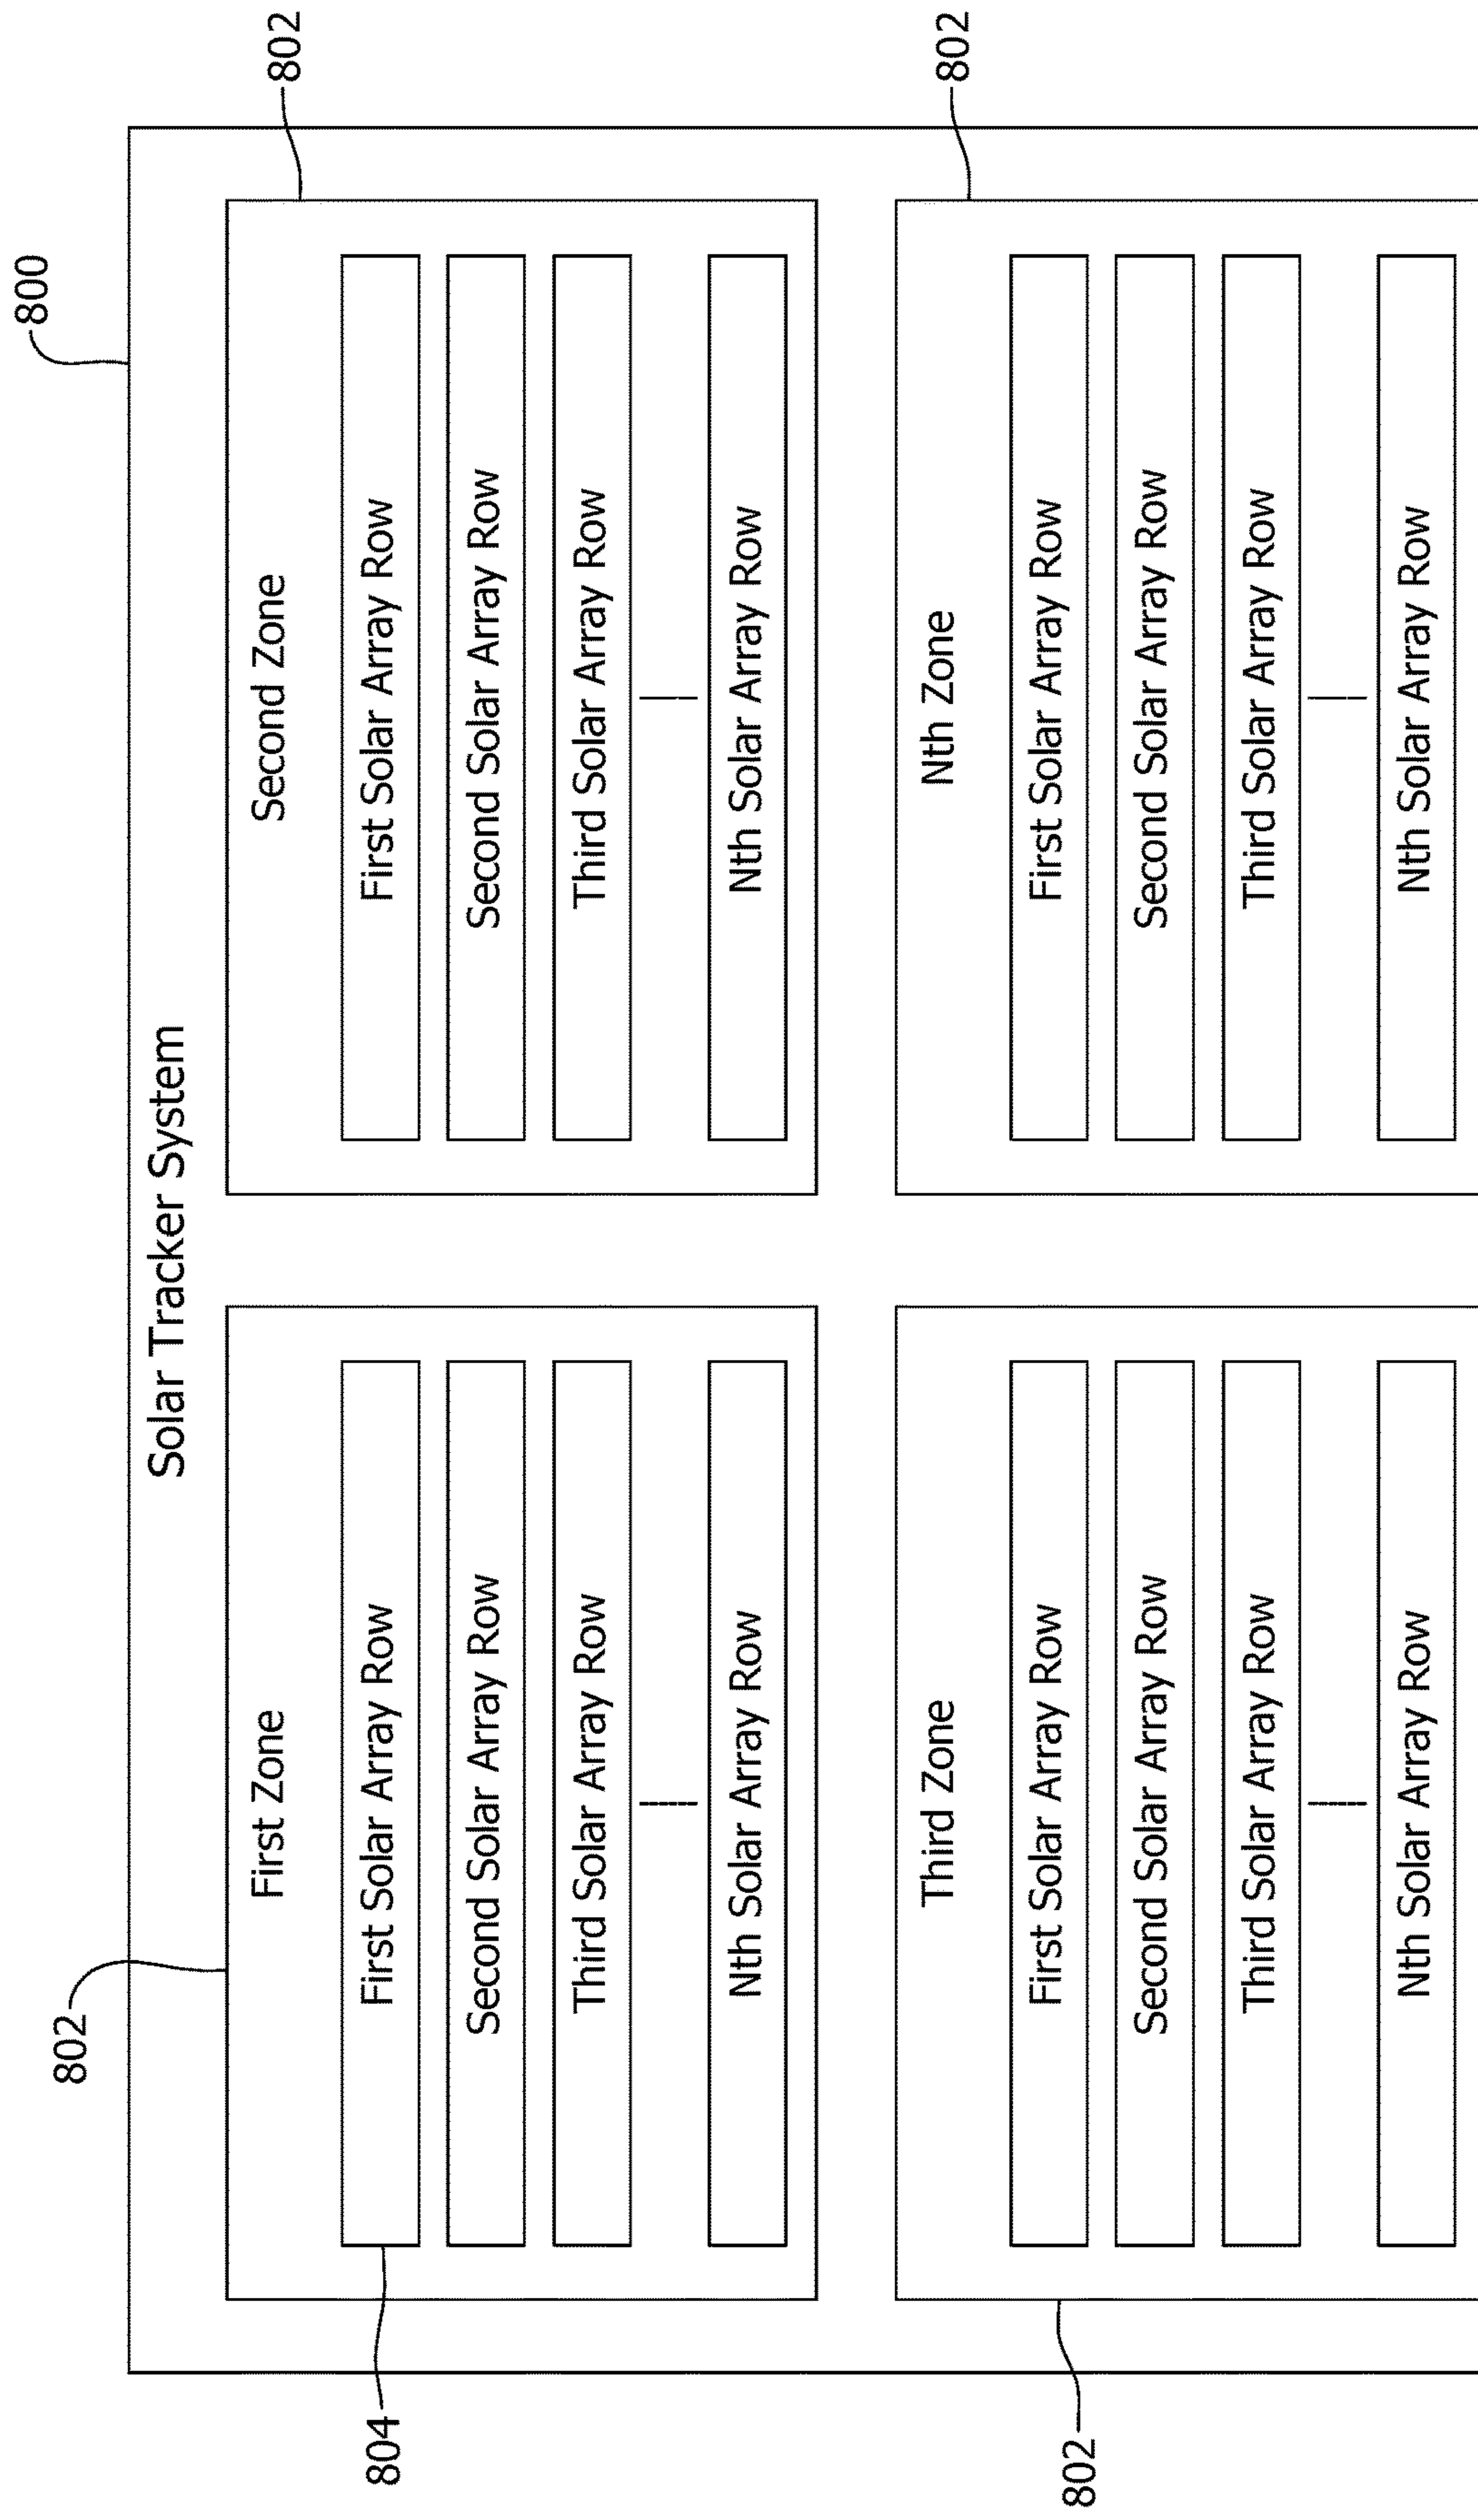 800
Solar Tracker System
802
802
First Zone
First Solar Array Row
Second Solar Array Row
Third Solar Array Row
Nth Solar Array Row
804
Second Zone
First Solar Array Row
Second Solar Array Row
Third Solar Array Row
Nth Solar Array Row
802
802
Third Zone
First Solar Array Row
Second Solar Array Row
Third Solar Array Row
Nth Solar Array Row
Nth Zone
First Solar Array Row
Second Solar Array Row
Third Solar Array Row
Nth Solar Array Row